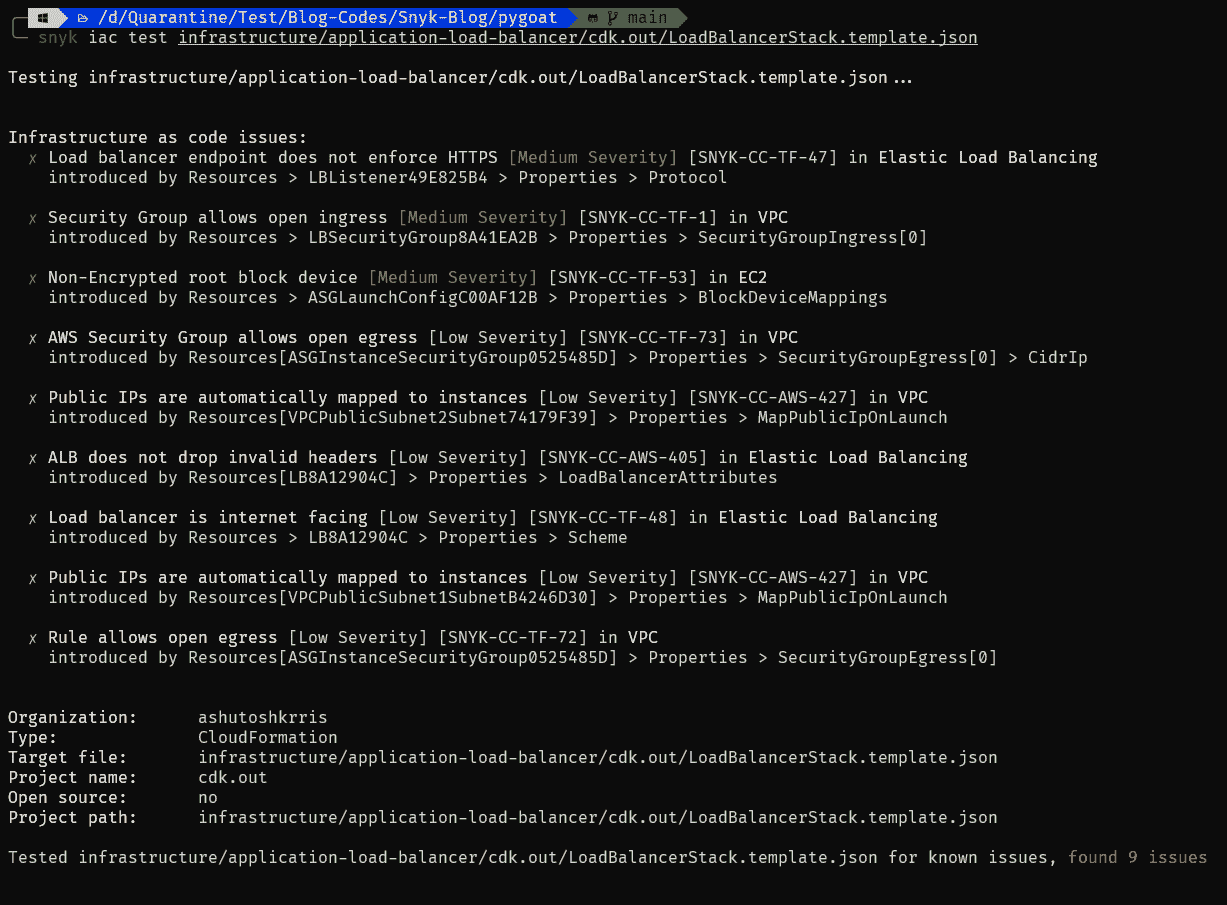 /d/Quarantine/Test/Blog-Codes/Snyk-Blog/pygoat main
snyk iac test infrastructure/application-load-balancer/cdk.out/LoadBalancerStack.template.json
Testing infrastructure/application-load-balancer/cdk.out/LoadBalancerStack.template.json...
Infrastructure as code issues:
✗ Load balancer endpoint does not enforce HTTPS [Medium Severity] [SNYK-CC-TF-47] in Elastic Load Balancing
introduced by Resources > LBListener49E825B4 > Properties > Protocol
✗ Security Group allows open ingress [Medium Severity] [SNYK-CC-TF-1] in VPC
introduced by Resources > LBSecurityGroup8A41EA2B > Properties > SecurityGroupIngress[0]
✗ Non-Encrypted root block device [Medium Severity] [SNYK-CC-TF-53] in EC2
introduced by Resources > ASGLaunchConfigC00AF12B > Properties > BlockDeviceMappings
✗ AWS Security Group allows open egress [Low Severity] [SNYK-CC-TF-73] in VPC
introduced by Resources[ASGInstanceSecurityGroup0525485D] > Properties > SecurityGroupEgress[0] > CidrIp
✗ Public IPs are automatically mapped to instances [Low Severity] [SNYK-CC-AWS-427] in VPC
introduced by Resources[VPCPublicSubnet2Subnet74179F39] > Properties > MapPublicIpOnLaunch
✗ ALB does not drop invalid headers [Low Severity] [SNYK-CC-AWS-405] in Elastic Load Balancing
introduced by Resources[LB8A12904C] > Properties > LoadBalancerAttributes
✗ Load balancer is internet facing [Low Severity] [SNYK-CC-TF-48] in Elastic Load Balancing
introduced by Resources > LB8A12904C > Properties > Scheme
✗ Public IPs are automatically mapped to instances [Low Severity] [SNYK-CC-AWS-427] in VPC
introduced by Resources[VPCPublicSubnet1SubnetB4246D30] > Properties > MapPublicIpOnLaunch
✗ Rule allows open egress [Low Severity] [SNYK-CC-TF-72] in VPC
introduced by Resources[ASGInstanceSecurityGroup0525485D] > Properties > SecurityGroupEgress[0]
Organization: ashutoshkrris
Type: CloudFormation
Target file: infrastructure/application-load-balancer/cdk.out/LoadBalancerStack.template.json
Project name: cdk.out
Open source: no
Project path: infrastructure/application-load-balancer/cdk.out/LoadBalancerStack.template.json
Tested infrastructure/application-load-balancer/cdk.out/LoadBalancerStack.template.json for known issues, found 9 issues